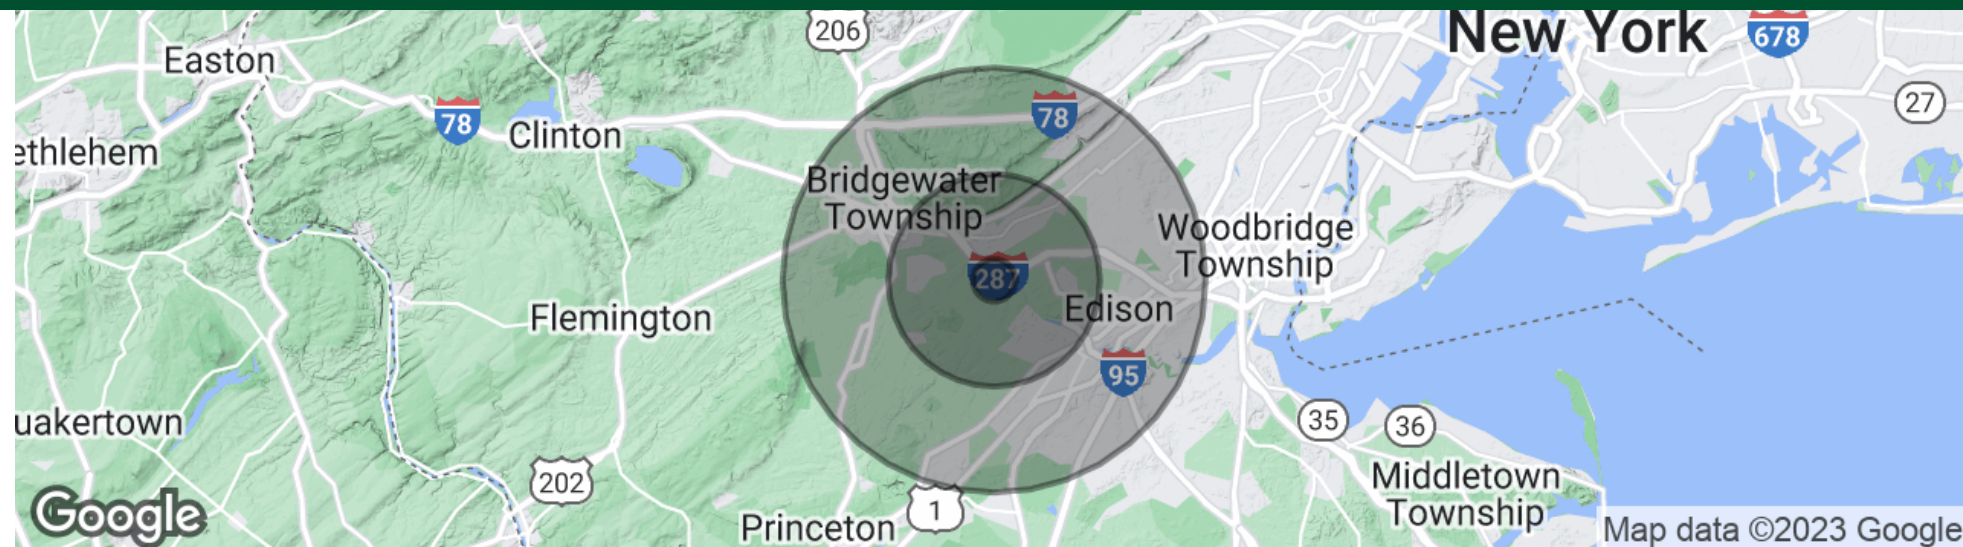 New York
206
678
Easton
27
78
78
Clinton
ethlehem
Bridgewater
Township
Woodbridge
Township
287
Edison
Flemington
95
uakertown
35
36
202
Middletown
Township
1
Google
Princeton
Map data ©2023 Google